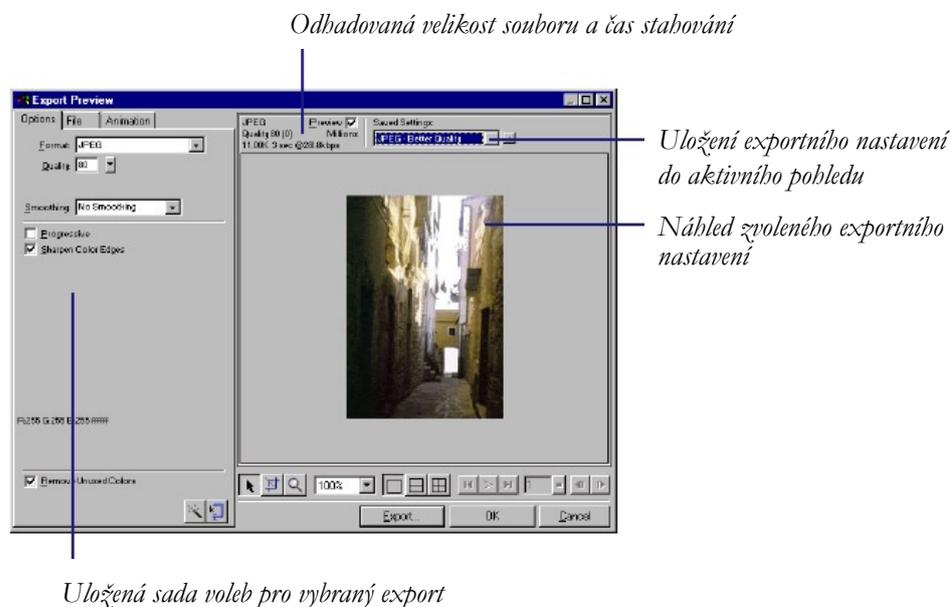 Odhadovaná velikost souboru a čas stahování
Export Preview
Options File Animation
Format: JPEG
Quality: 80
Smoothing: No Smoothing
Progressive
Sharpen Color Edges
Remove Unused Colors
JPEG Preview
Quality 80 (0) Millions
11.00K 3 sec @28.8kbps
Saved Settings:
JPEG - Better Quality
100%
1
Export... OK Cancel
Uložení exportního nastavení
do aktivního pohledu
Náhled zvoleného exportního
nastavení
Uložená sada voleb pro vybraný export